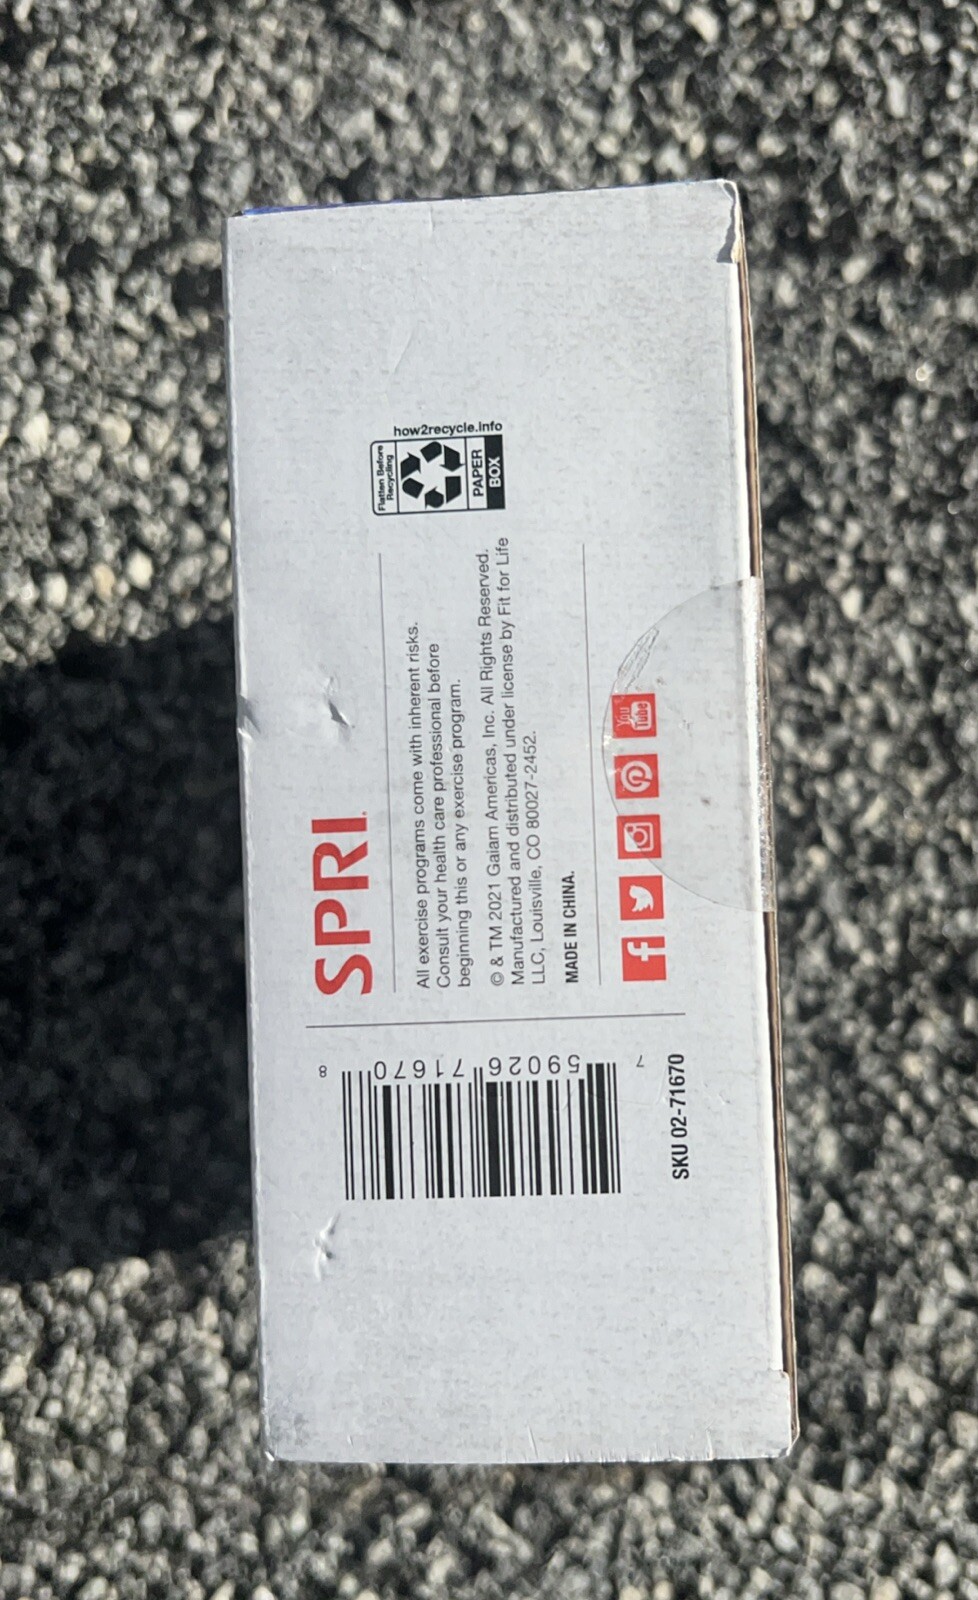 SPRI.
All exercise programs come with inherent risks.
Consult your health care professional before
beginning this or any exercise program.
© & TM 2021 Gaiam Americas, Inc. All Rights Reserved.
Manufactured and distributed under license by Fit for Life
LLC, Louisville, CO 80027-2452.
MADE IN CHINA.
You
Tube
Flatten Before
Recycling
PAPER
BOX
how2recycle.info
7 59026 71670 8
SKU 02-71670